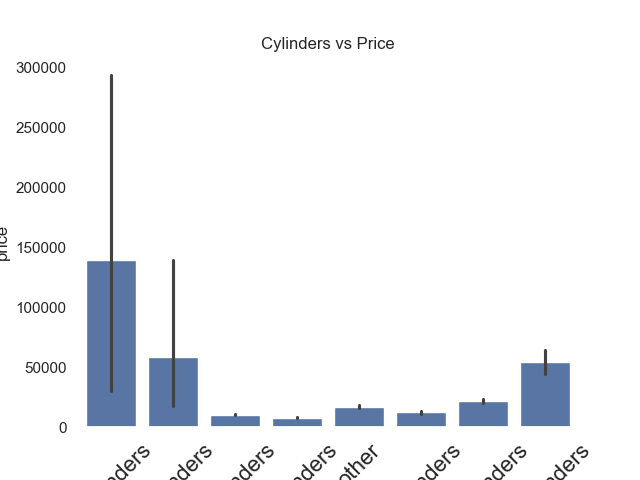 Cylinders vs Price
300000
250000
200000
150000
100000
50000
0
price
nders
nders
nders
nders
other
nders
nders
nders